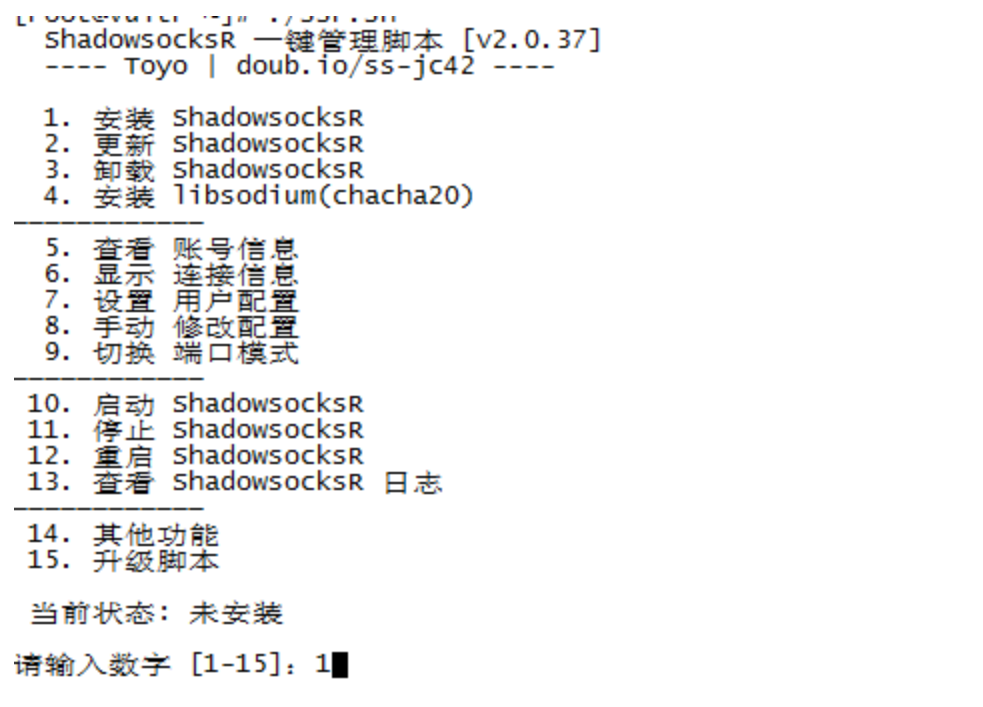 [root@vultr ~]# ./ssr.sh
ShadowsocksR 一键管理脚本 [v2.0.37]
---- Toyo | doub.io/ss-jc42 ----
1. 安装 ShadowsocksR
2. 更新 ShadowsocksR
3. 卸载 ShadowsocksR
4. 安装 libsodium(chacha20)
————————————
5. 查看 账号信息
6. 显示 连接信息
7. 设置 用户配置
8. 手动 修改配置
9. 切换 端口模式
————————————
10. 启动 ShadowsocksR
11. 停止 ShadowsocksR
12. 重启 ShadowsocksR
13. 查看 ShadowsocksR 日志
————————————
14. 其他功能
15. 升级脚本
当前状态: 未安装
请输入数字 [1-15]：1